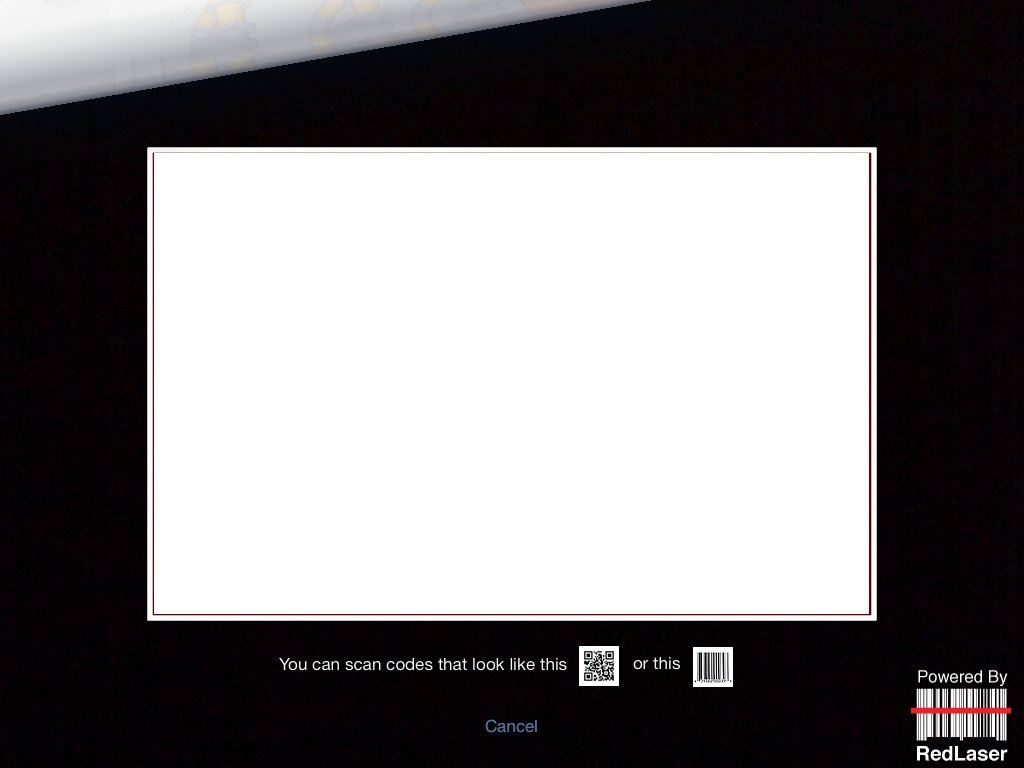 You can scan codes that look like this
or this
Cancel
Powered By
RedLaser